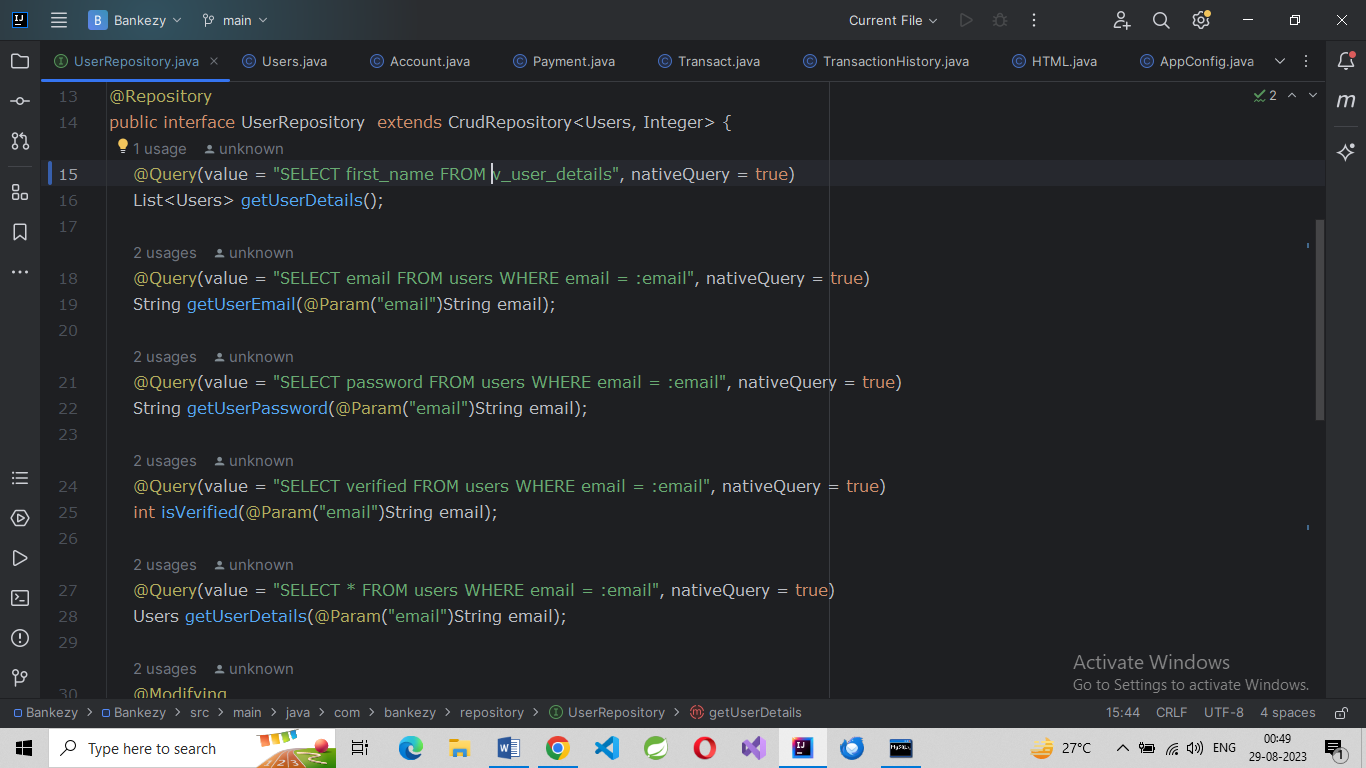 B Bankezy main Current File
UserRepository.java Users.java Account.java Payment.java Transact.java TransactionHistory.java HTML.java AppConfig.java
13 @Repository 2
14 public interface UserRepository  extends CrudRepository<Users, Integer> {
1 usage unknown
15 @Query(value = "SELECT first_name FROM v_user_details", nativeQuery = true)
16 List<Users> getUserDetails();
17
2 usages unknown
18 @Query(value = "SELECT email FROM users WHERE email = :email", nativeQuery = true)
19 String getUserEmail(@Param("email")String email);
20
2 usages unknown
21 @Query(value = "SELECT password FROM users WHERE email = :email", nativeQuery = true)
22 String getUserPassword(@Param("email")String email);
23
2 usages unknown
24 @Query(value = "SELECT verified FROM users WHERE email = :email", nativeQuery = true)
25 int isVerified(@Param("email")String email);
26
2 usages unknown
27 @Query(value = "SELECT * FROM users WHERE email = :email", nativeQuery = true)
28 Users getUserDetails(@Param("email")String email);
29
2 usages unknown
30 @Modifying
Activate Windows
Go to Settings to activate Windows.
Bankezy > Bankezy > src > main > java > com > bankezy > repository > UserRepository > getUserDetails 15:44 CRLF UTF-8 4 spaces
Type here to search 27°C ENG 00:49
29-08-2023 1